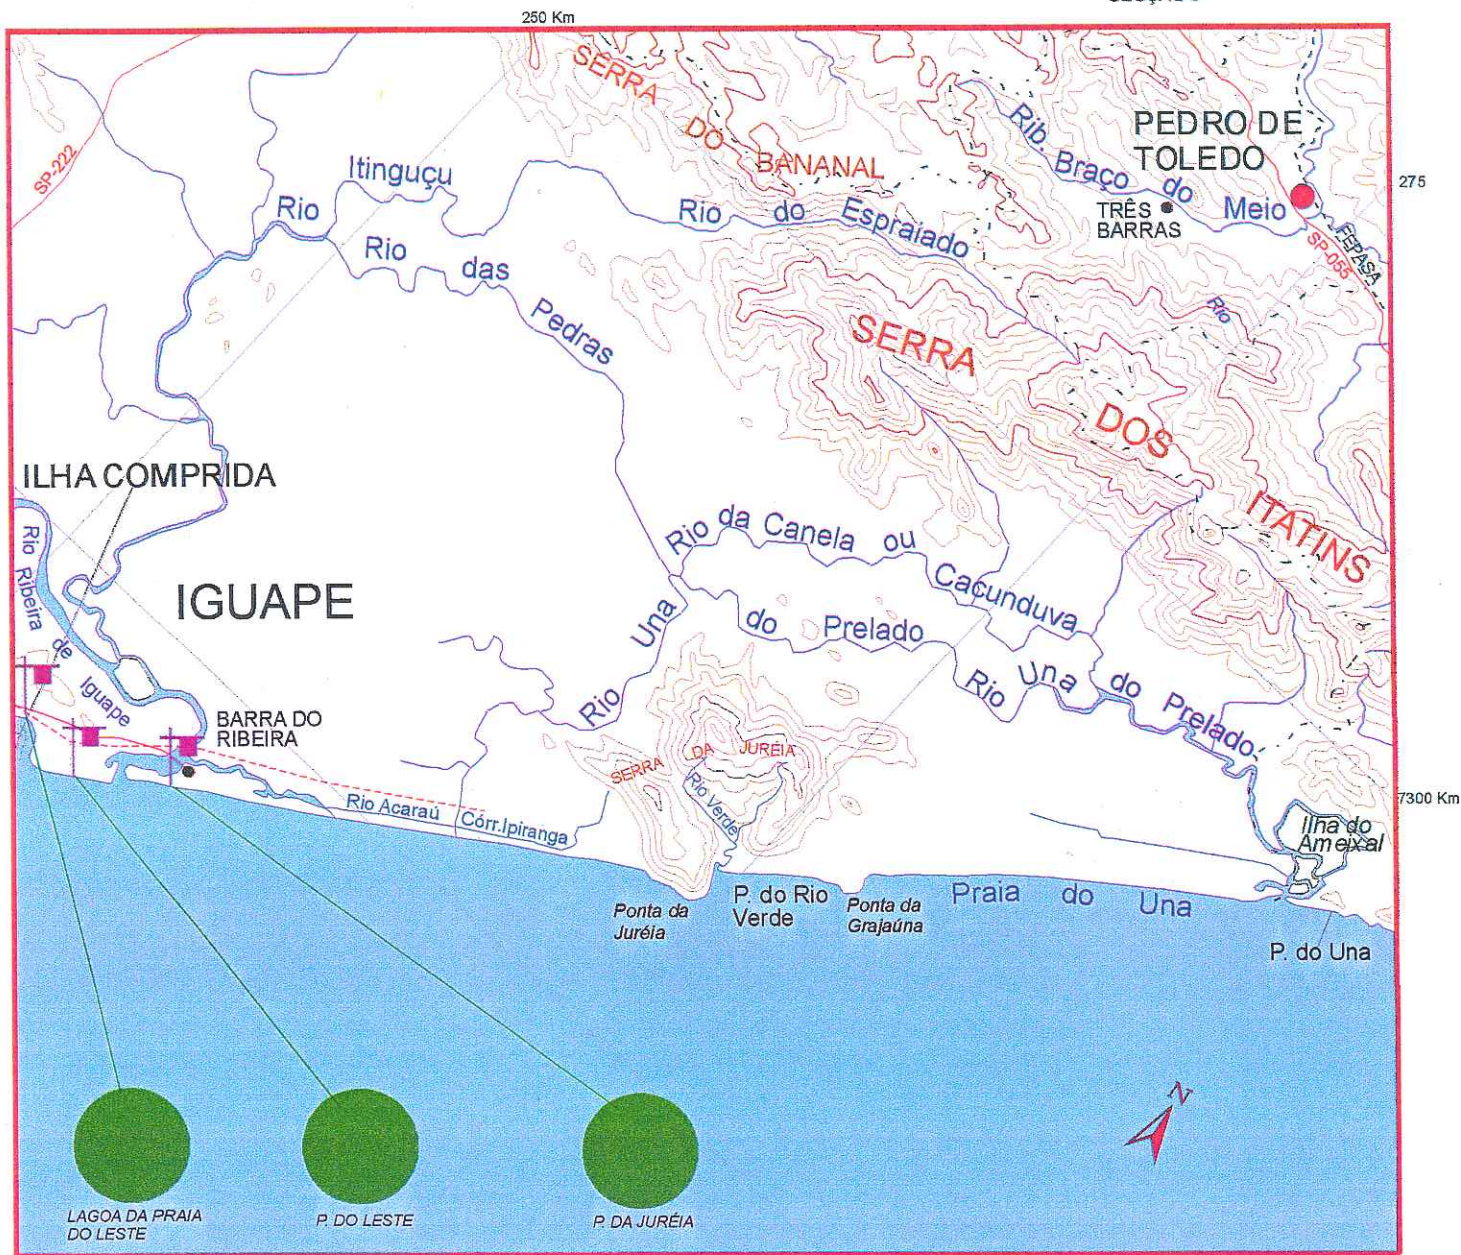 250 Km
SERRA
DO
BANANAL
Rib. Braço do Meio
PEDRO DE
TOLEDO
275
SP-222
Itinguçu
Rio
Rio do Espraiado
TRÊS
BARRAS
FEPASA
SP-055
Rio das Pedras
Rio
SERRA
DOS
ITATINS
ILHA COMPRIDA
Rio da Canela ou Cacunduva
Rio Ribeira de Iguape
IGUAPE
Rio Una do Prelado
Rio Una do Prelado
BARRA DO
RIBEIRA
SERRA DA JURÉIA
Rio Verde
Rio Acaraú
Córr.Ipiranga
7300 Km
Ilha do
Ameixal
Ponta da
Juréia
P. do Rio
Verde
Ponta da
Grajaúna
Praia do Una
P. do Una
N
LAGOA DA PRAIA
DO LESTE
P. DO LESTE
P. DA JURÉIA